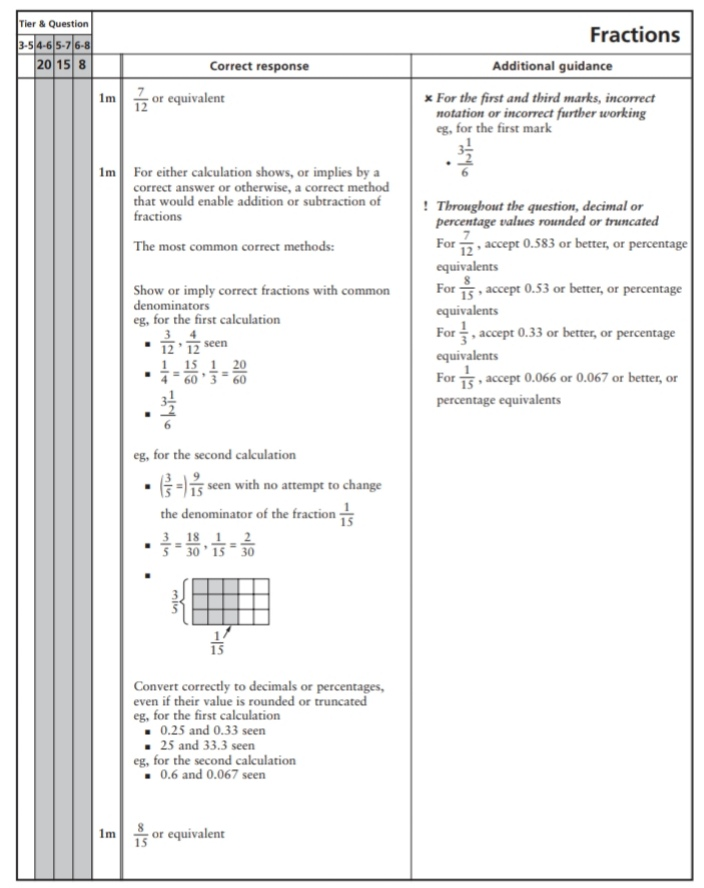 Tier & Question
Fractions
3-5 4-6 5-7 6-8
20 15 8
Correct response
Additional guidance
1m
7/12 or equivalent
1m
For either calculation shows, or implies by a
correct answer or otherwise, a correct method
that would enable addition or subtraction of
fractions
The most common correct methods:
Show or imply correct fractions with common
denominators
eg, for the first calculation
▪ 3/12, 4/12 seen
▪ 1/4 = 15/60, 1/3 = 20/60
▪ 3 1/2 / 6
eg, for the second calculation
▪ (3/5 =) 9/15 seen with no attempt to change
the denominator of the fraction 1/15
▪ 3/5 = 18/30, 1/15 = 2/30
▪
3/5
1/15
Convert correctly to decimals or percentages,
even if their value is rounded or truncated
eg, for the first calculation
▪ 0.25 and 0.33 seen
▪ 25 and 33.3 seen
eg, for the second calculation
▪ 0.6 and 0.067 seen
1m
8/15 or equivalent
× For the first and third marks, incorrect
notation or incorrect further working
eg, for the first mark
• 3 1/2 / 6
! Throughout the question, decimal or
percentage values rounded or truncated
For 7/12, accept 0.583 or better, or percentage
equivalents
For 8/15, accept 0.53 or better, or percentage
equivalents
For 1/3, accept 0.33 or better, or percentage
equivalents
For 1/15, accept 0.066 or 0.067 or better, or
percentage equivalents